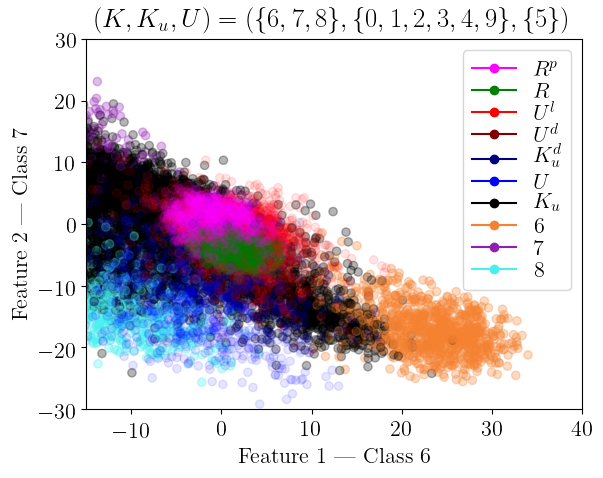 (K, K_u, U) = ({6, 7, 8}, {0, 1, 2, 3, 4, 9}, {5})
30
20
10
0
−10
−20
−30
Feature 2 — Class 7
R^p
R
U^l
U^d
K_u^d
U
K_u
6
7
8
−10
0
10
20
30
40
Feature 1 — Class 6